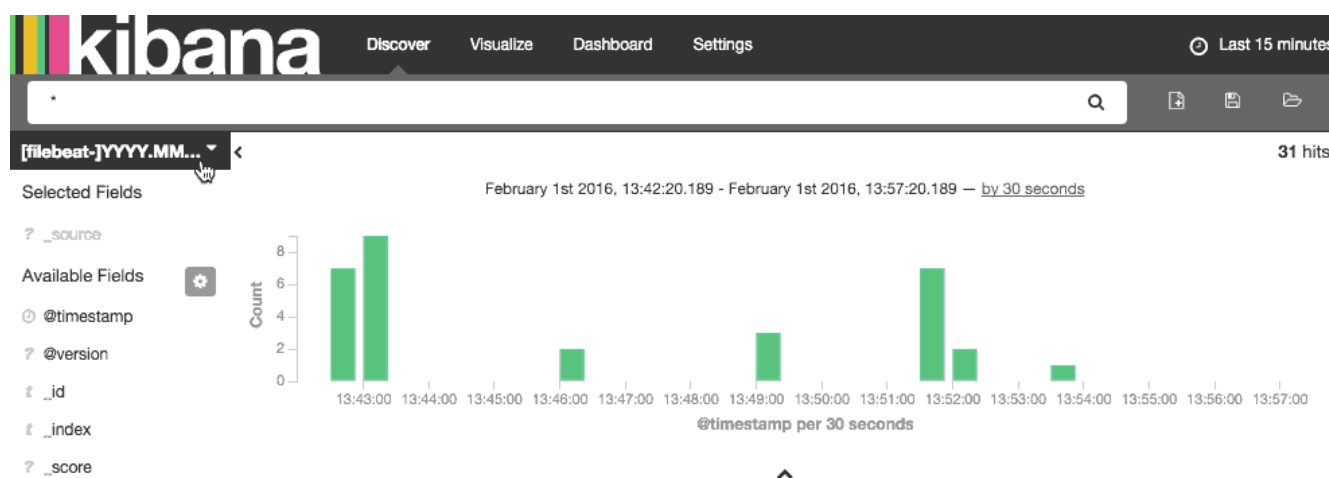 kibana Discover Visualize Dashboard Settings Last 15 minutes
*
[filebeat-]YYYY.MM... 31 hits
Selected Fields February 1st 2016, 13:42:20.189 - February 1st 2016, 13:57:20.189 — by 30 seconds
? _source
Available Fields
@timestamp
? @version
t _id
t _index
? _score
Count
8
6
4
2
0
13:43:00 13:44:00 13:45:00 13:46:00 13:47:00 13:48:00 13:49:00 13:50:00 13:51:00 13:52:00 13:53:00 13:54:00 13:55:00 13:56:00 13:57:00
@timestamp per 30 seconds